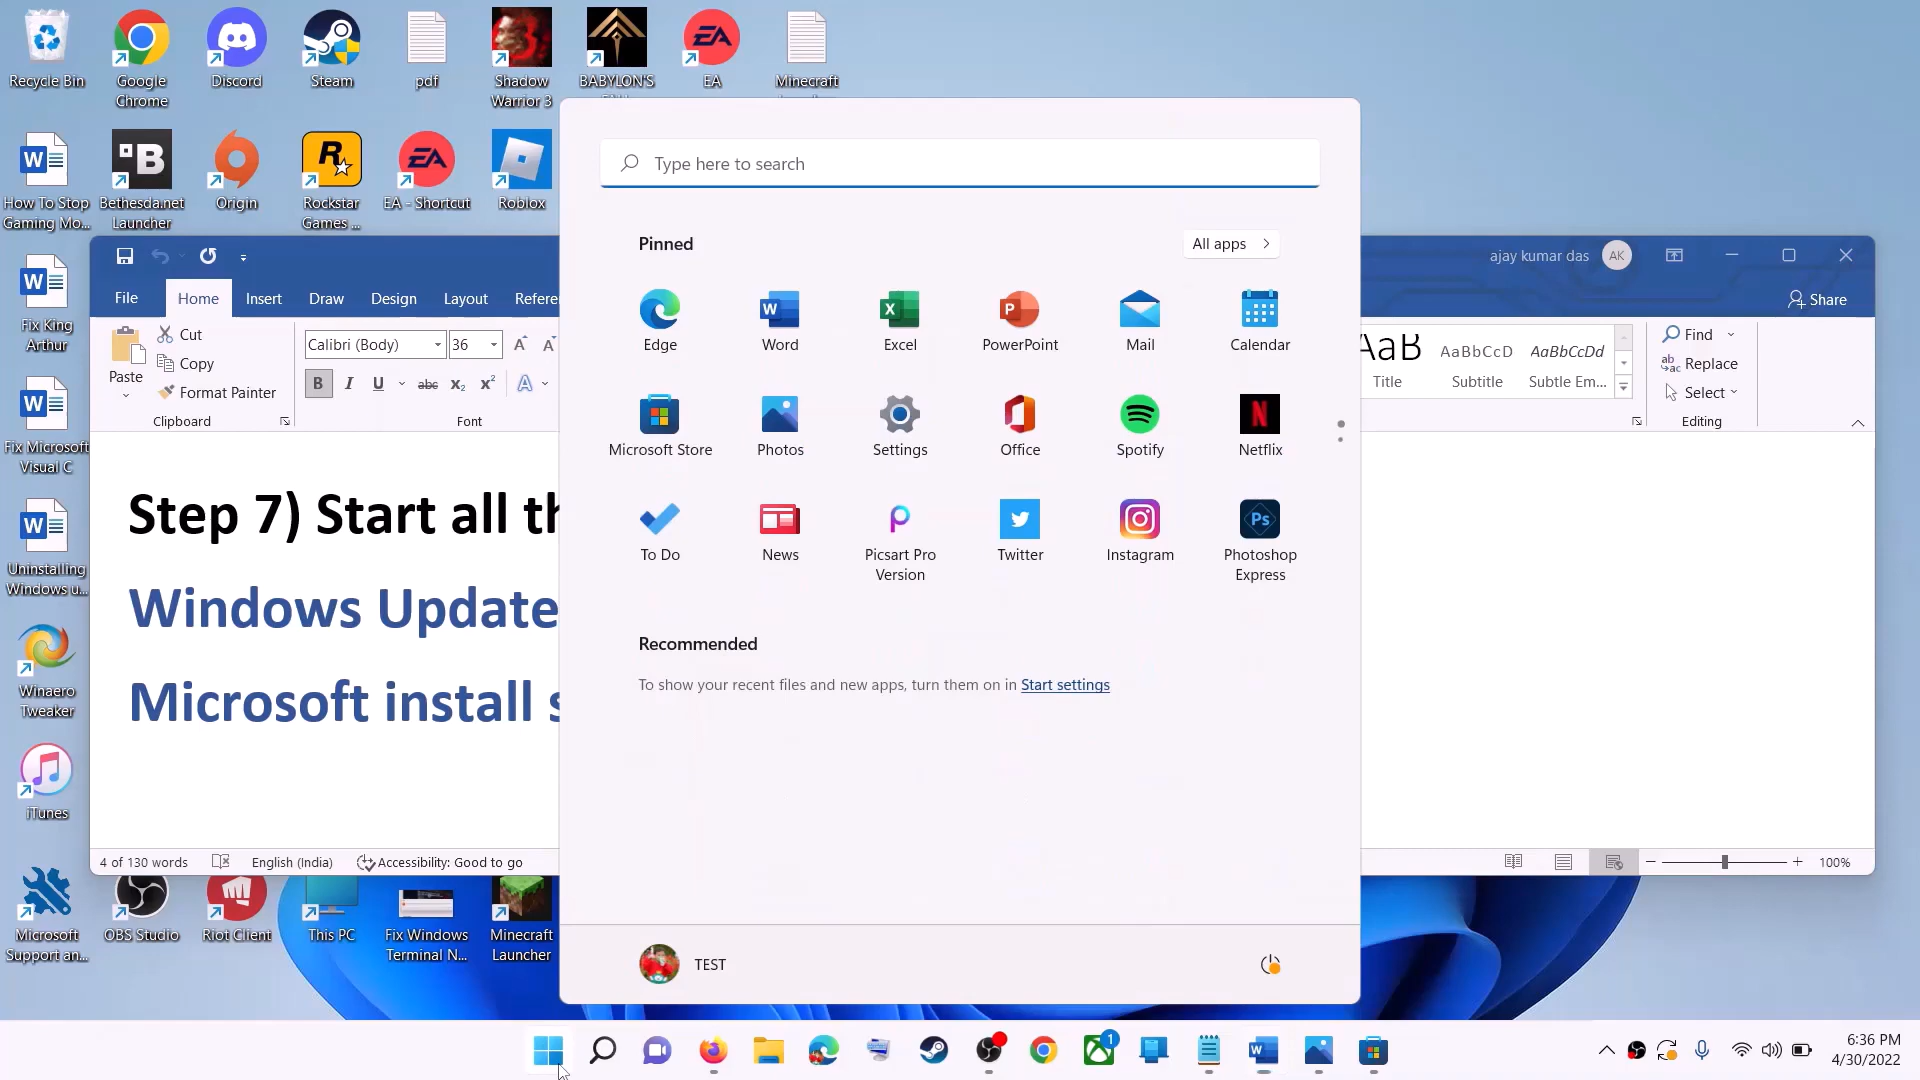 Recycle Bin
Google
Chrome
Discord
Steam
pdf
Shadow
Warrior 3
BABYLON'S
EA
Minecraft
How To Stop
Gaming Mo...
Bethesda.net
Launcher
Origin
Rockstar
Games ...
EA - Shortcut
Roblox
Fix King
Arthur
Fix Microsoft
Visual C
Uninstalling
Windows u...
Winaero
Tweaker
iTunes
Microsoft
Support an...
OBS Studio
Riot Client
This PC
Fix Windows
Terminal N...
Minecraft
Launcher
ajay kumar das
AK
File
Home
Insert
Draw
Design
Layout
Refere
Share
Paste
Cut
Copy
Format Painter
Clipboard
Calibri (Body)
36
Font
AaB
Title
AaBbCcD
Subtitle
AaBbCcDd
Subtle Em...
Find
Replace
Select
Editing
Step 7) Start all th
Windows Update
Microsoft install s
4 of 130 words
English (India)
Accessibility: Good to go
100%
Type here to search
Pinned
All apps
Edge
Word
Excel
PowerPoint
Mail
Calendar
Microsoft Store
Photos
Settings
Office
Spotify
Netflix
To Do
News
Picsart Pro
Version
Twitter
Instagram
Photoshop
Express
Recommended
To show your recent files and new apps, turn them on in Start settings
TEST
1
6:36 PM
4/30/2022